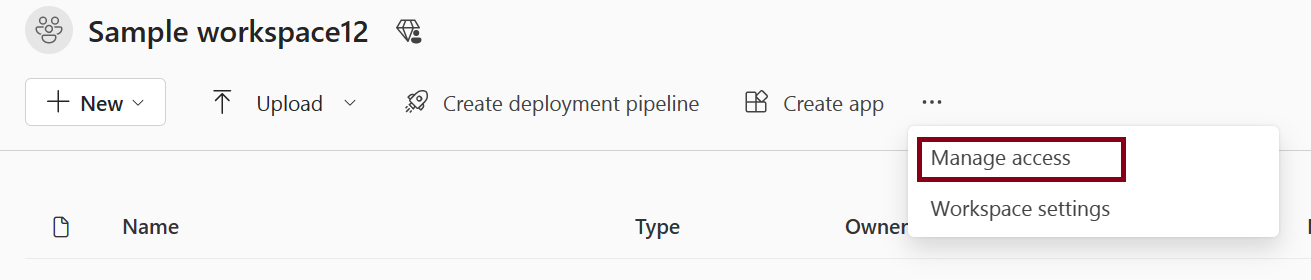 Sample workspace12
New Upload Create deployment pipeline Create app ...
Manage access
Workspace settings
Name Type Owner